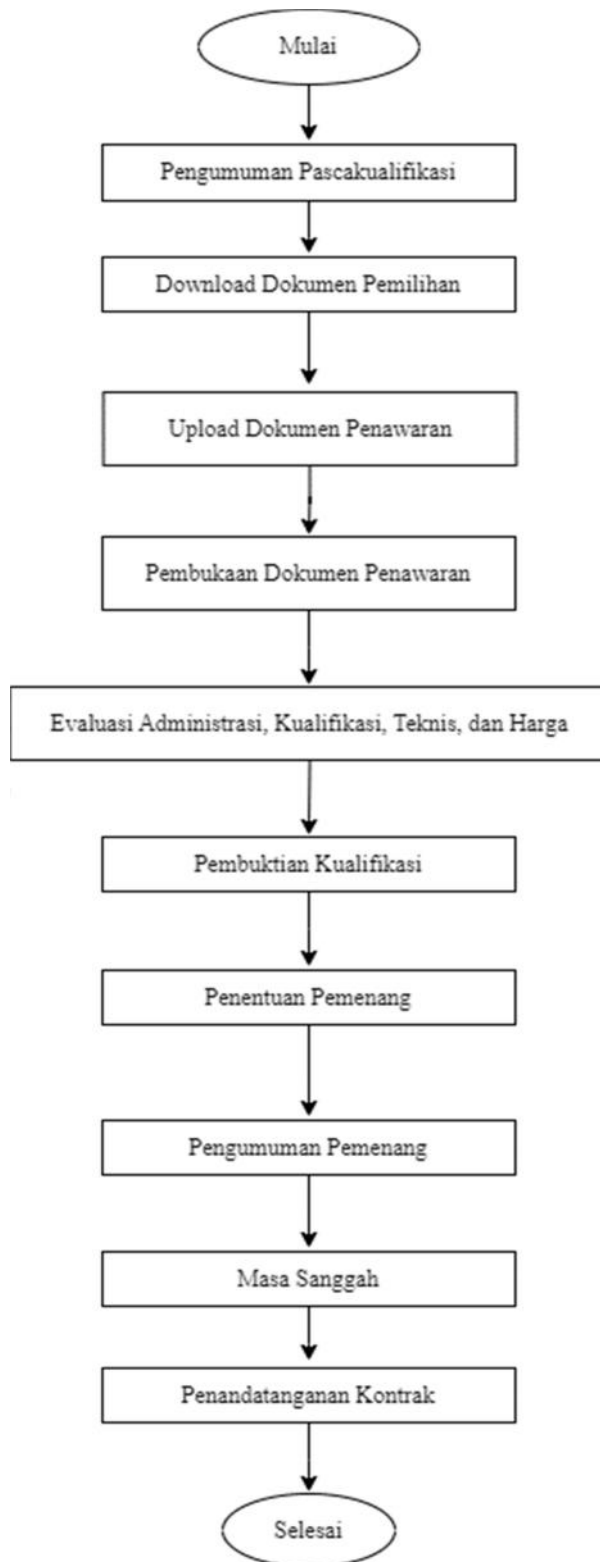 Mulai
Pengumuman Pascakualifikasi
Download Dokumen Pemilihan
Upload Dokumen Penawaran
Pembukaan Dokumen Penawaran
Evaluasi Administrasi, Kualifikasi, Teknis, dan Harga
Pembuktian Kualifikasi
Penentuan Pemenang
Pengumuman Pemenang
Masa Sanggah
Penandatanganan Kontrak
Selesai